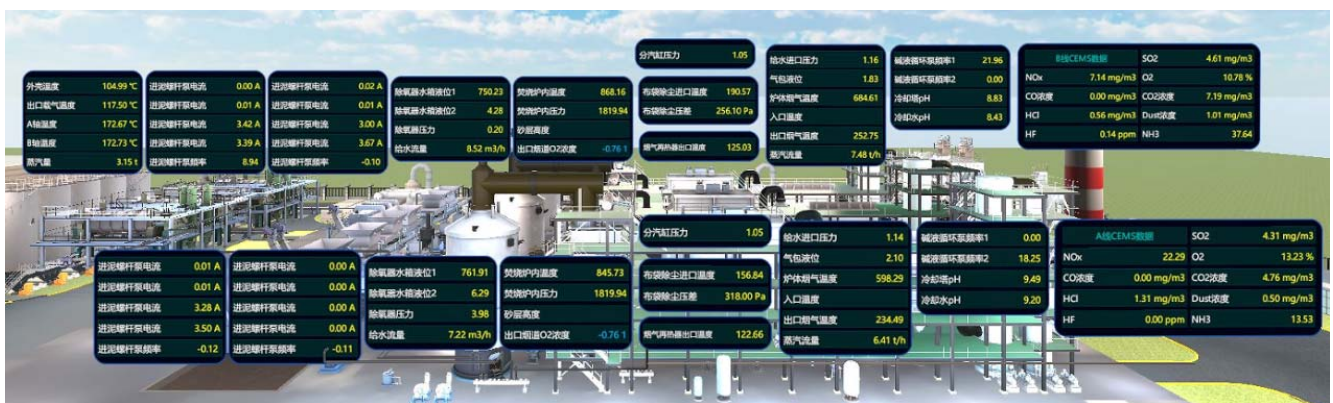 外壳温度 104.99 ℃
出口载气温度 117.50 ℃
A轴温度 172.67 ℃
B轴温度 172.73 ℃
蒸汽量 3.15 t
进泥螺杆泵电流 0.00 A
进泥螺杆泵电流 0.01 A
进泥螺杆泵电流 3.42 A
进泥螺杆泵电流 3.39 A
进泥螺杆泵频率 8.94
进泥螺杆泵电流 0.02 A
进泥螺杆泵电流 0.01 A
进泥螺杆泵电流 3.00 A
进泥螺杆泵电流 3.67 A
进泥螺杆泵频率 -0.10
除氧器水箱液位1 750.23
除氧器水箱液位2 4.28
除氧器压力 0.20
给水流量 8.52 m3/h
焚烧炉内温度 868.16
焚烧炉内压力 1819.94
砂层高度
出口烟道O2浓度 -0.76 1
分汽缸压力 1.05
布袋除尘进口温度 190.57
布袋除尘压差 256.10 Pa
烟气再热器出口温度 125.03
给水进口压力 1.16
气包液位 1.83
炉体烟气温度 684.61
入口温度
出口烟气温度 252.75
蒸汽流量 7.48 t/h
碱液循环泵频率1 21.96
碱液循环泵频率2 0.00
冷却塔pH 8.83
冷却水pH 8.43
B线CEMS数据 SO2 4.61 mg/m3
NOx 7.14 mg/m3 O2 10.78 %
CO浓度 0.00 mg/m3 CO2浓度 7.19 mg/m3
HCl 0.56 mg/m3 Dust浓度 1.01 mg/m3
HF 0.14 ppm NH3 37.64
进泥螺杆泵电流 0.01 A
进泥螺杆泵电流 0.01 A
进泥螺杆泵电流 3.28 A
进泥螺杆泵电流 3.50 A
进泥螺杆泵频率 -0.12
进泥螺杆泵电流 0.00 A
进泥螺杆泵电流 0.00 A
进泥螺杆泵电流 0.00 A
进泥螺杆泵电流 0.00 A
进泥螺杆泵频率 -0.11
除氧器水箱液位1 761.91
除氧器水箱液位2 6.29
除氧器压力 3.98
给水流量 7.22 m3/h
焚烧炉内温度 845.73
焚烧炉内压力 1819.94
砂层高度
出口烟道O2浓度 -0.76 1
分汽缸压力 1.05
布袋除尘进口温度 156.84
布袋除尘压差 318.00 Pa
烟气再热器出口温度 122.66
给水进口压力 1.14
气包液位 2.10
炉体烟气温度 598.29
入口温度
出口烟气温度 234.49
蒸汽流量 6.41 t/h
碱液循环泵频率1 0.00
碱液循环泵频率2 18.25
冷却塔pH 9.49
冷却水pH 9.20
A线CEMS数据 SO2 4.31 mg/m3
NOx 22.29 O2 13.23 %
CO浓度 0.00 mg/m3 CO2浓度 4.76 mg/m3
HCl 1.31 mg/m3 Dust浓度 0.50 mg/m3
HF 0.00 ppm NH3 13.53